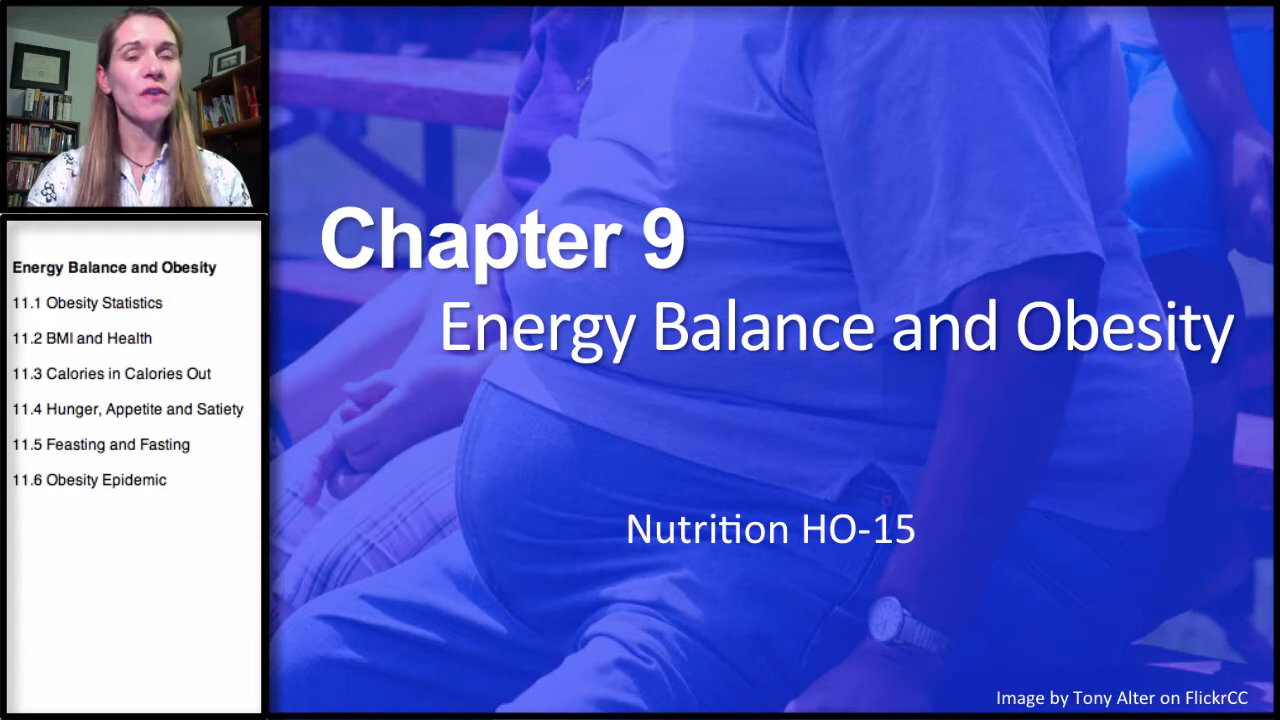 Energy Balance and Obesity
11.1 Obesity Statistics
11.2 BMI and Health
11.3 Calories in Calories Out
11.4 Hunger, Appetite and Satiety
11.5 Feasting and Fasting
11.6 Obesity Epidemic
Chapter 9
Energy Balance and Obesity
Nutrition HO-15
Image by Tony Alter on FlickrCC